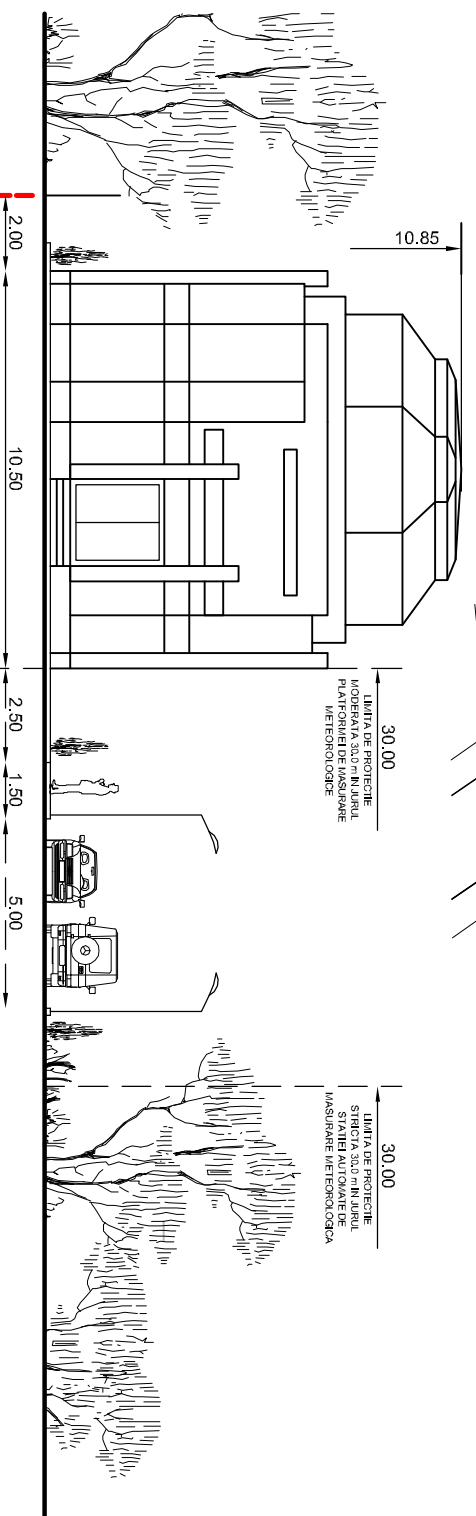 10.85
30.00
LIMITA DE PROTECTIE
MODERATA 30.0 m IN JURUL
PLATFORMEI DE MASURARE
METEOROLOGICE
30.00
LIMITA DE PROTECTIE
STRICTA 30.0 m IN JURUL
STATIEI AUTOMATE DE
MASURARE METEOROLOGICA
2.00
10.50
2.50
1.50
5.00